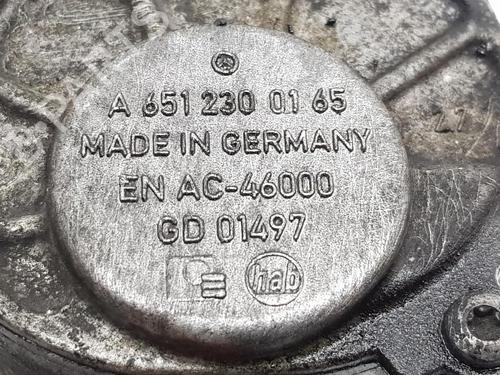 A 651 230 01 65
MADE IN GERMANY
EN AC-46000
GD 01497
hab